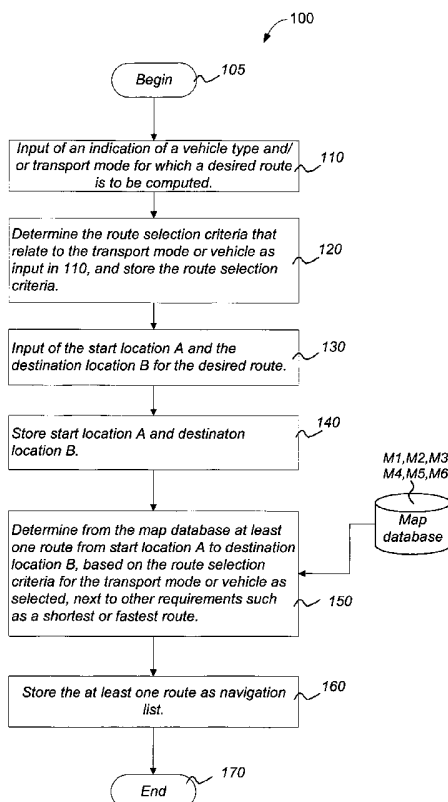 100
Begin
105
Input of an indication of a vehicle type and/
or transport mode for which a desired route
is to be computed.
110
Determine the route selection criteria that
relate to the transport mode or vehicle as
input in 110, and store the route selection
criteria.
120
Input of the start location A and the
destination location B for the desired route.
130
Store start location A and destinaton
location B.
140
M1,M2,M3
M4,M5,M6
Map
database
Determine from the map database at least
one route from start location A to destination
location B, based on the route selection
criteria for the transport mode or vehicle as
selected, next to other requirements such
as a shortest or fastest route.
150
Store the at least one route as navigation
list.
160
End
170